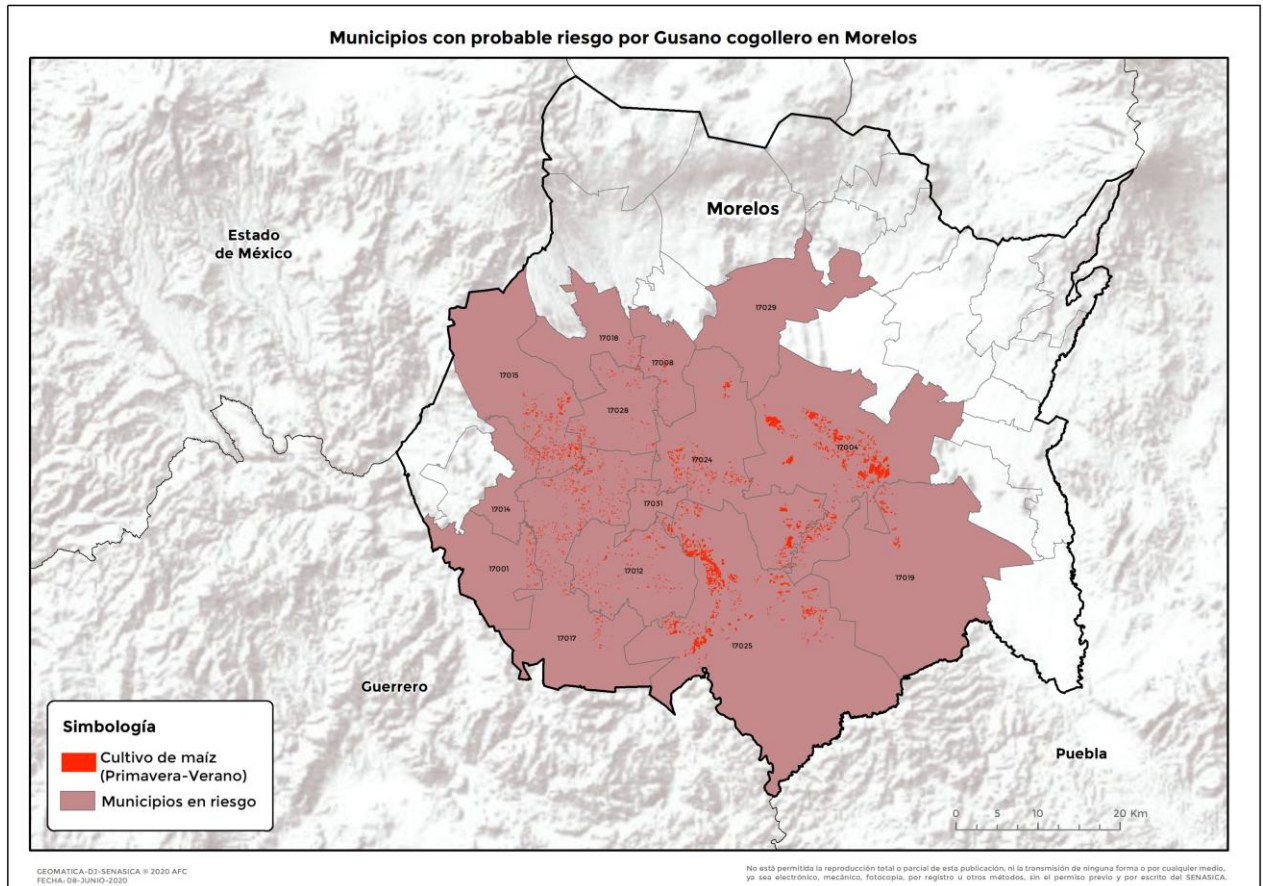 Municipios con probable riesgo por Gusano cogollero en Morelos
Morelos
Estado
de México
17029
17018
17008
17015
17028
17004
17024
17014
17031
17001
17012
17019
17017
17025
Guerrero
Puebla
Simbología
Cultivo de maíz
(Primavera-Verano)
Municipios en riesgo
0 5 10 20 Km
GEOMATICA-DJ-SENASICA ® 2020 AFC
FECHA: 08-JUNIO-2020
No está permitida la reproducción total o parcial de esta publicación, ni la transmisión de ninguna forma o por cualquier medio,
ya sea electrónico, mecánico, fotocopia, por registro u otros métodos, sin el permiso previo y por escrito del SENASICA.